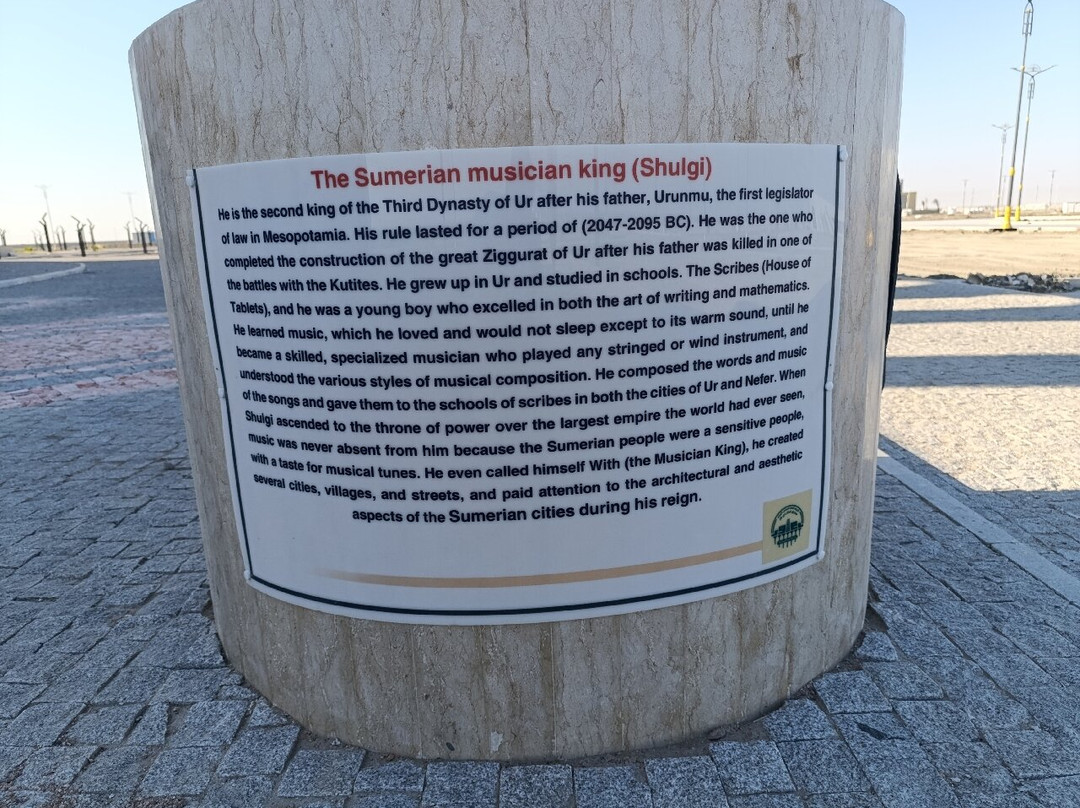 The Sumerian musician king (Shulgi)
He is the second king of the Third Dynasty of Ur after his father, Urunmu, the first legislator
of law in Mesopotamia. His rule lasted for a period of (2047-2095 BC). He was the one who
completed the construction of the great Ziggurat of Ur after his father was killed in one of
the battles with the Kutites. He grew up in Ur and studied in schools. The Scribes (House of
Tablets), and he was a young boy who excelled in both the art of writing and mathematics.
He learned music, which he loved and would not sleep except to its warm sound, until he
became a skilled, specialized musician who played any stringed or wind instrument, and
understood the various styles of musical composition. He composed the words and music
of the songs and gave them to the schools of scribes in both the cities of Ur and Nefer. When
Shulgi ascended to the throne of power over the largest empire the world had ever seen,
music was never absent from him because the Sumerian people were a sensitive people,
with a taste for musical tunes. He even called himself With (the Musician King), he created
several cities, villages, and streets, and paid attention to the architectural and aesthetic
aspects of the Sumerian cities during his reign.